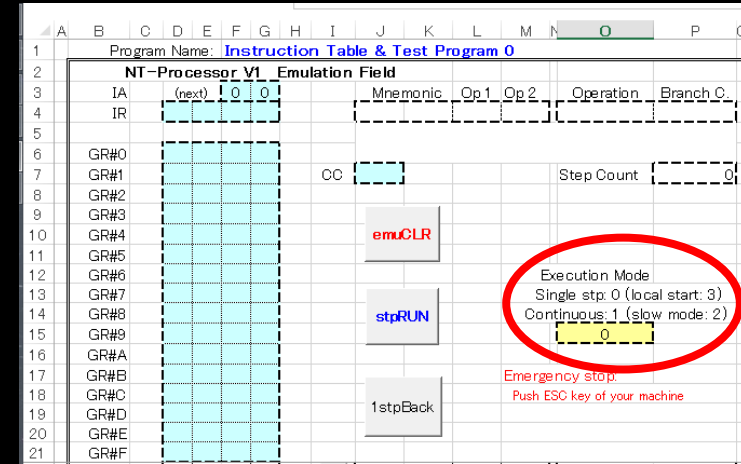 A B C D E F G H I J K L M N O P
1 Program Name: Instruction Table & Test Program 0
2 NT-Processor V1 Emulation Field
3 IA (next) 0 0 Mnemonic Op1 Op2 Operation Branch C.
4 IR
5
6 GR#0
7 GR#1 CC Step Count 0
8 GR#2
9 GR#3
10 GR#4 emuCLR
11 GR#5
12 GR#6 Execution Mode
13 GR#7 Single stp: 0 (local start: 3)
14 GR#8 stpRUN Continuous: 1 (slow mode: 2)
15 GR#9 0
16 GR#A
17 GR#B Emergency stop.
18 GR#C Push ESC key of your machine
19 GR#D 1stpBack
20 GR#E
21 GR#F